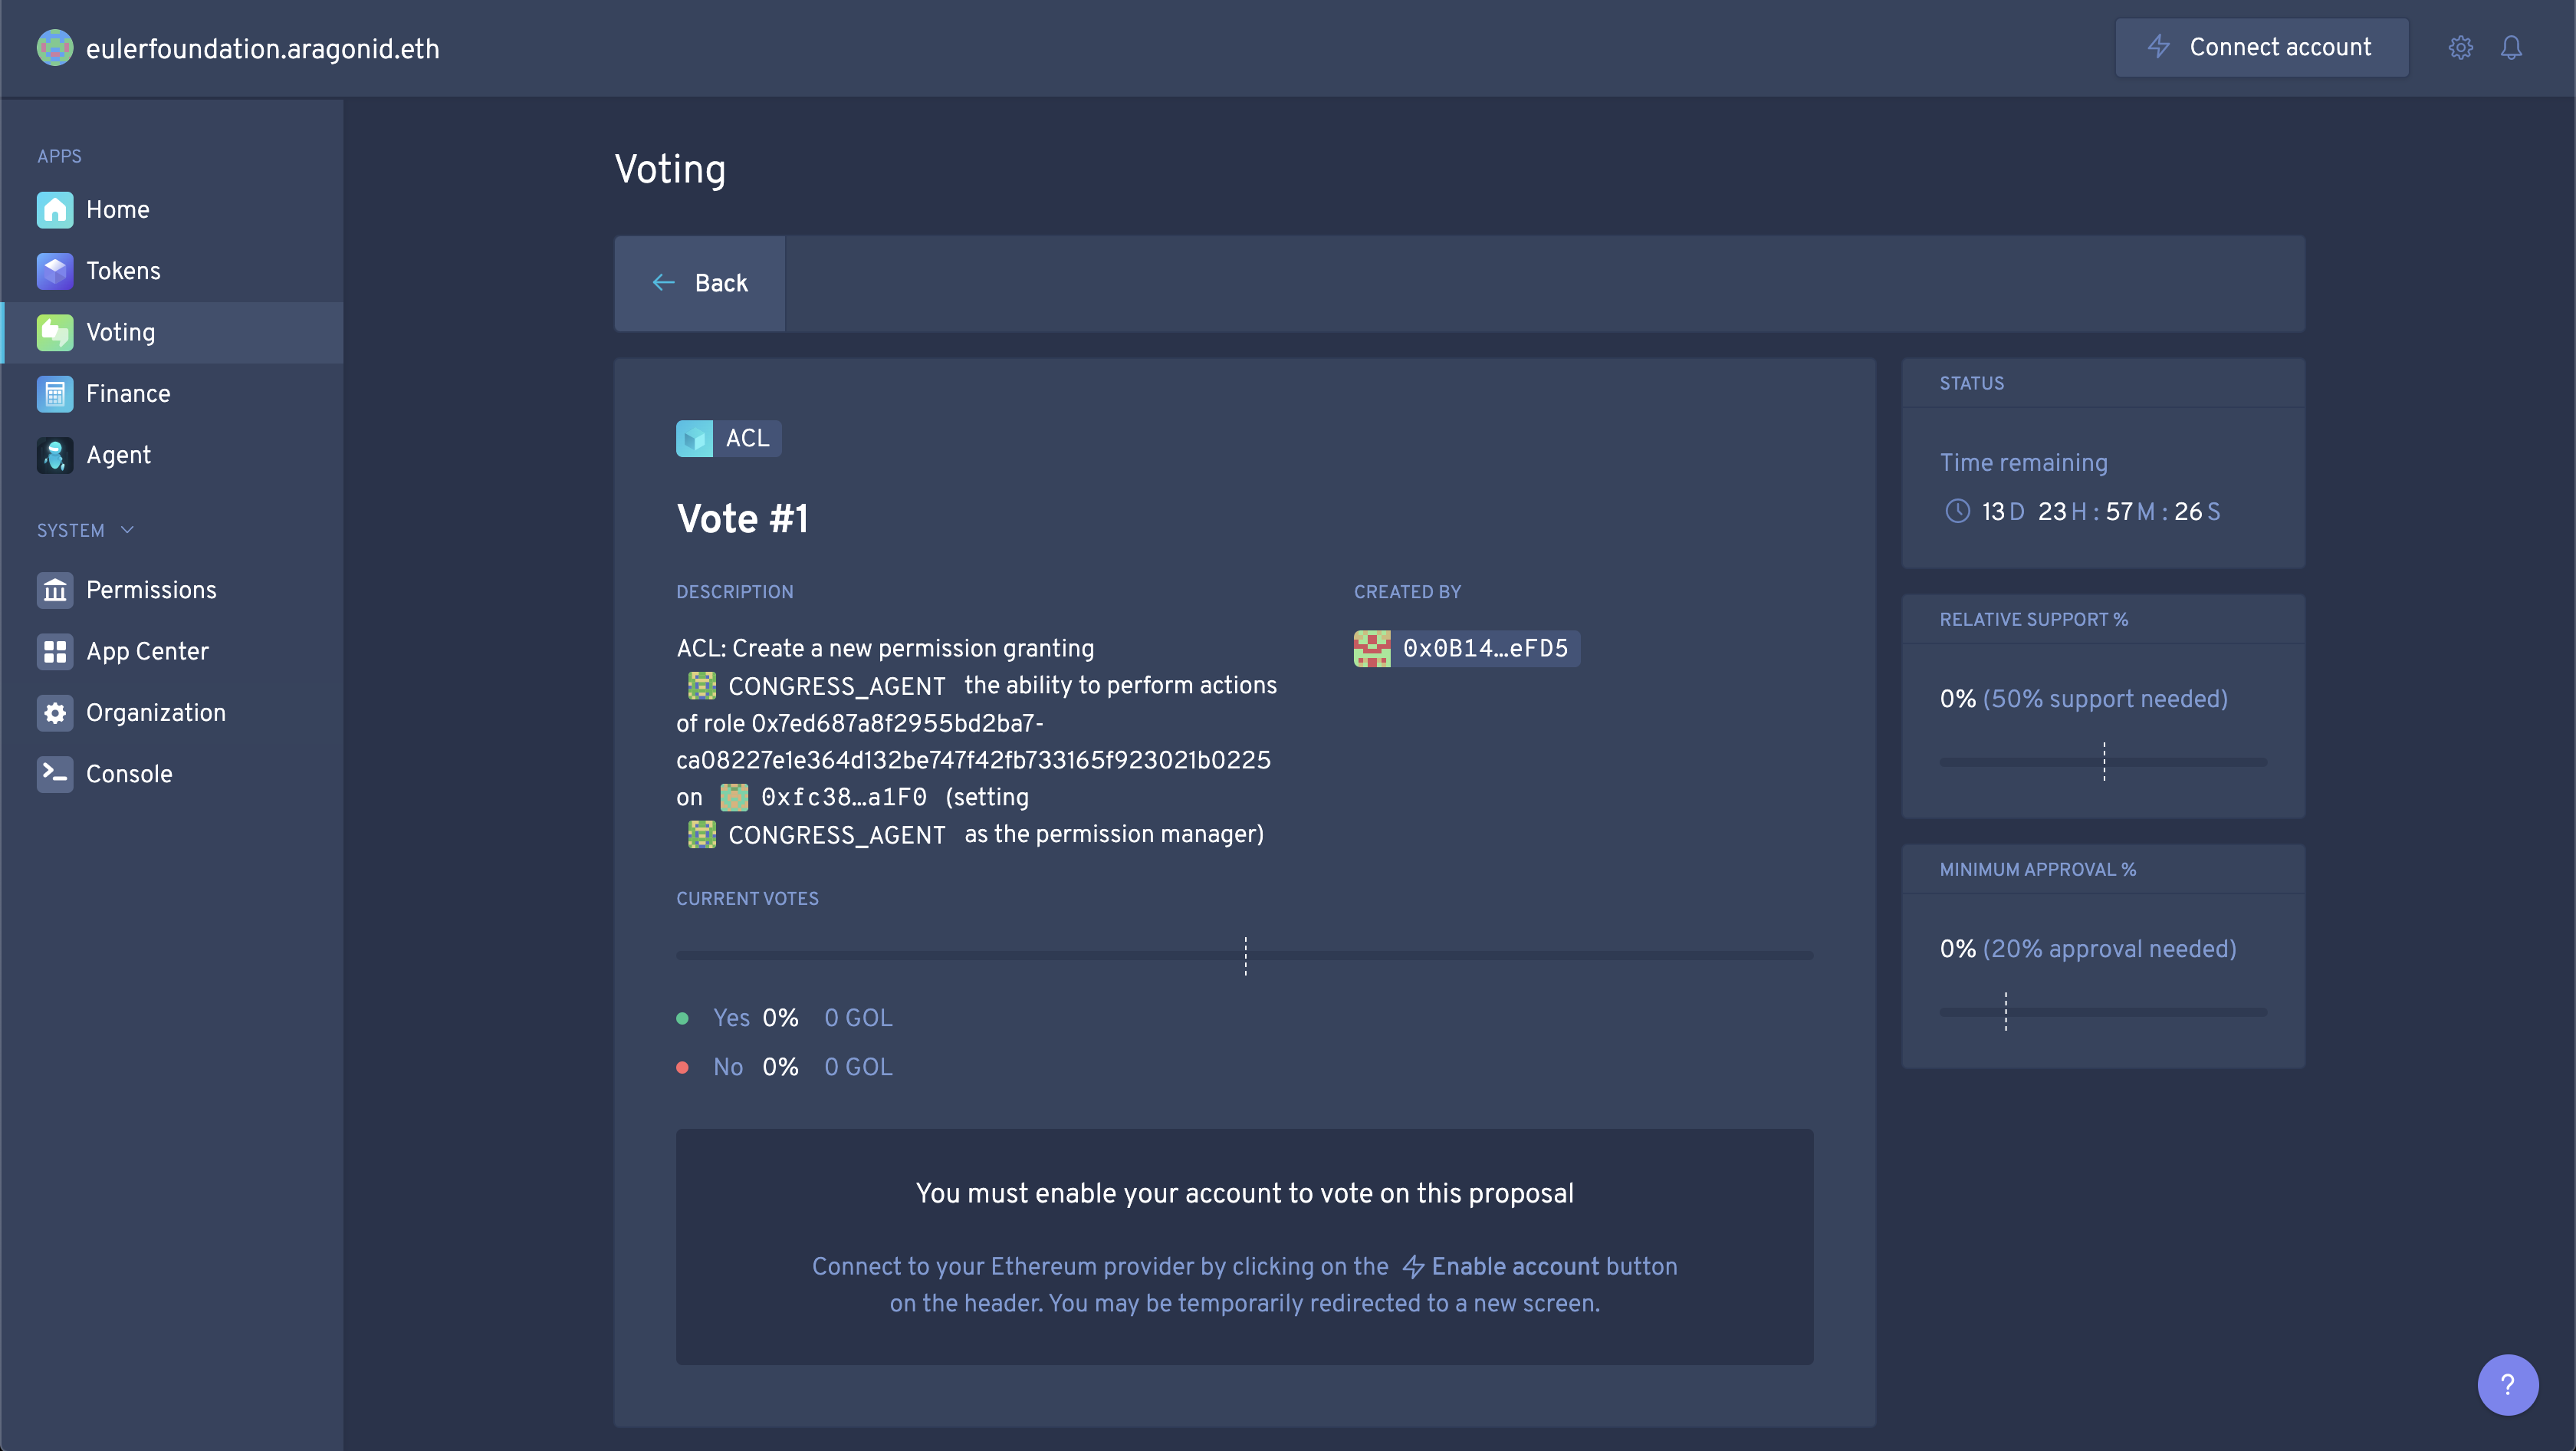 eulerfoundation.aragonid.eth
Connect account
APPS
Home
Tokens
Voting
Finance
Agent
SYSTEM
Permissions
App Center
Organization
Console
Voting
Back
ACL
Vote #1
DESCRIPTION
ACL: Create a new permission granting
CONGRESS_AGENT the ability to perform actions
of role 0x7ed687a8f2955bd2ba7-
ca08227e1e364d132be747f42fb733165f923021b0225
on 0xfc38…a1F0 (setting
CONGRESS_AGENT as the permission manager)
CREATED BY
0x0B14…eFD5
CURRENT VOTES
Yes 0% 0 GOL
No 0% 0 GOL
You must enable your account to vote on this proposal
Connect to your Ethereum provider by clicking on the Enable account button
on the header. You may be temporarily redirected to a new screen.
STATUS
Time remaining
13 D 23 H : 57 M : 26 S
RELATIVE SUPPORT %
0% (50% support needed)
MINIMUM APPROVAL %
0% (20% approval needed)
?